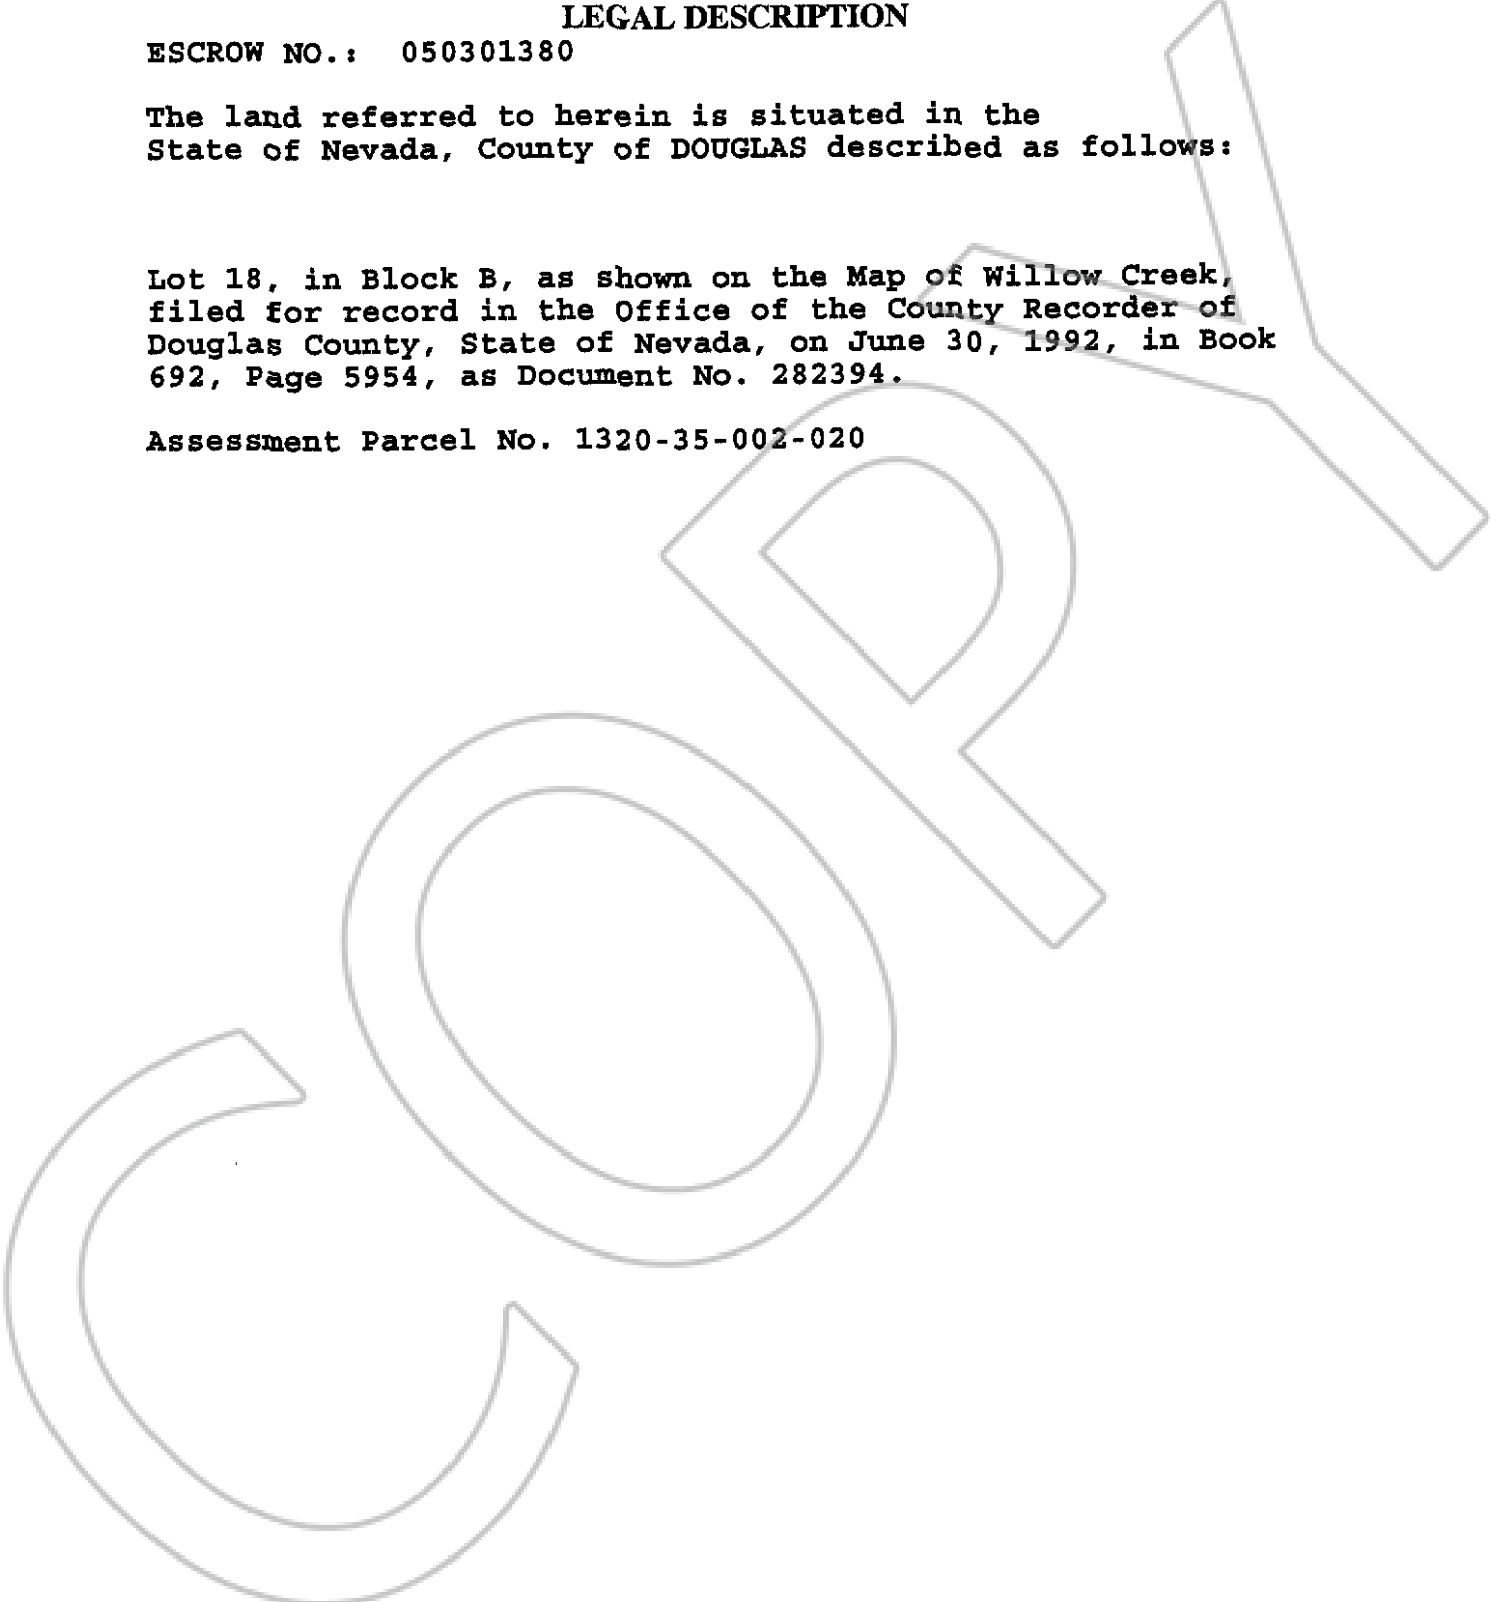 LEGAL DESCRIPTION
ESCROW NO.: 050301380
The land referred to herein is situated in the
State of Nevada, County of DOUGLAS described as follows:
Lot 18, in Block B, as shown on the Map of Willow Creek,
filed for record in the Office of the County Recorder of
Douglas County, State of Nevada, on June 30, 1992, in Book
692, Page 5954, as Document No. 282394.
Assessment Parcel No. 1320-35-002-020
COPY